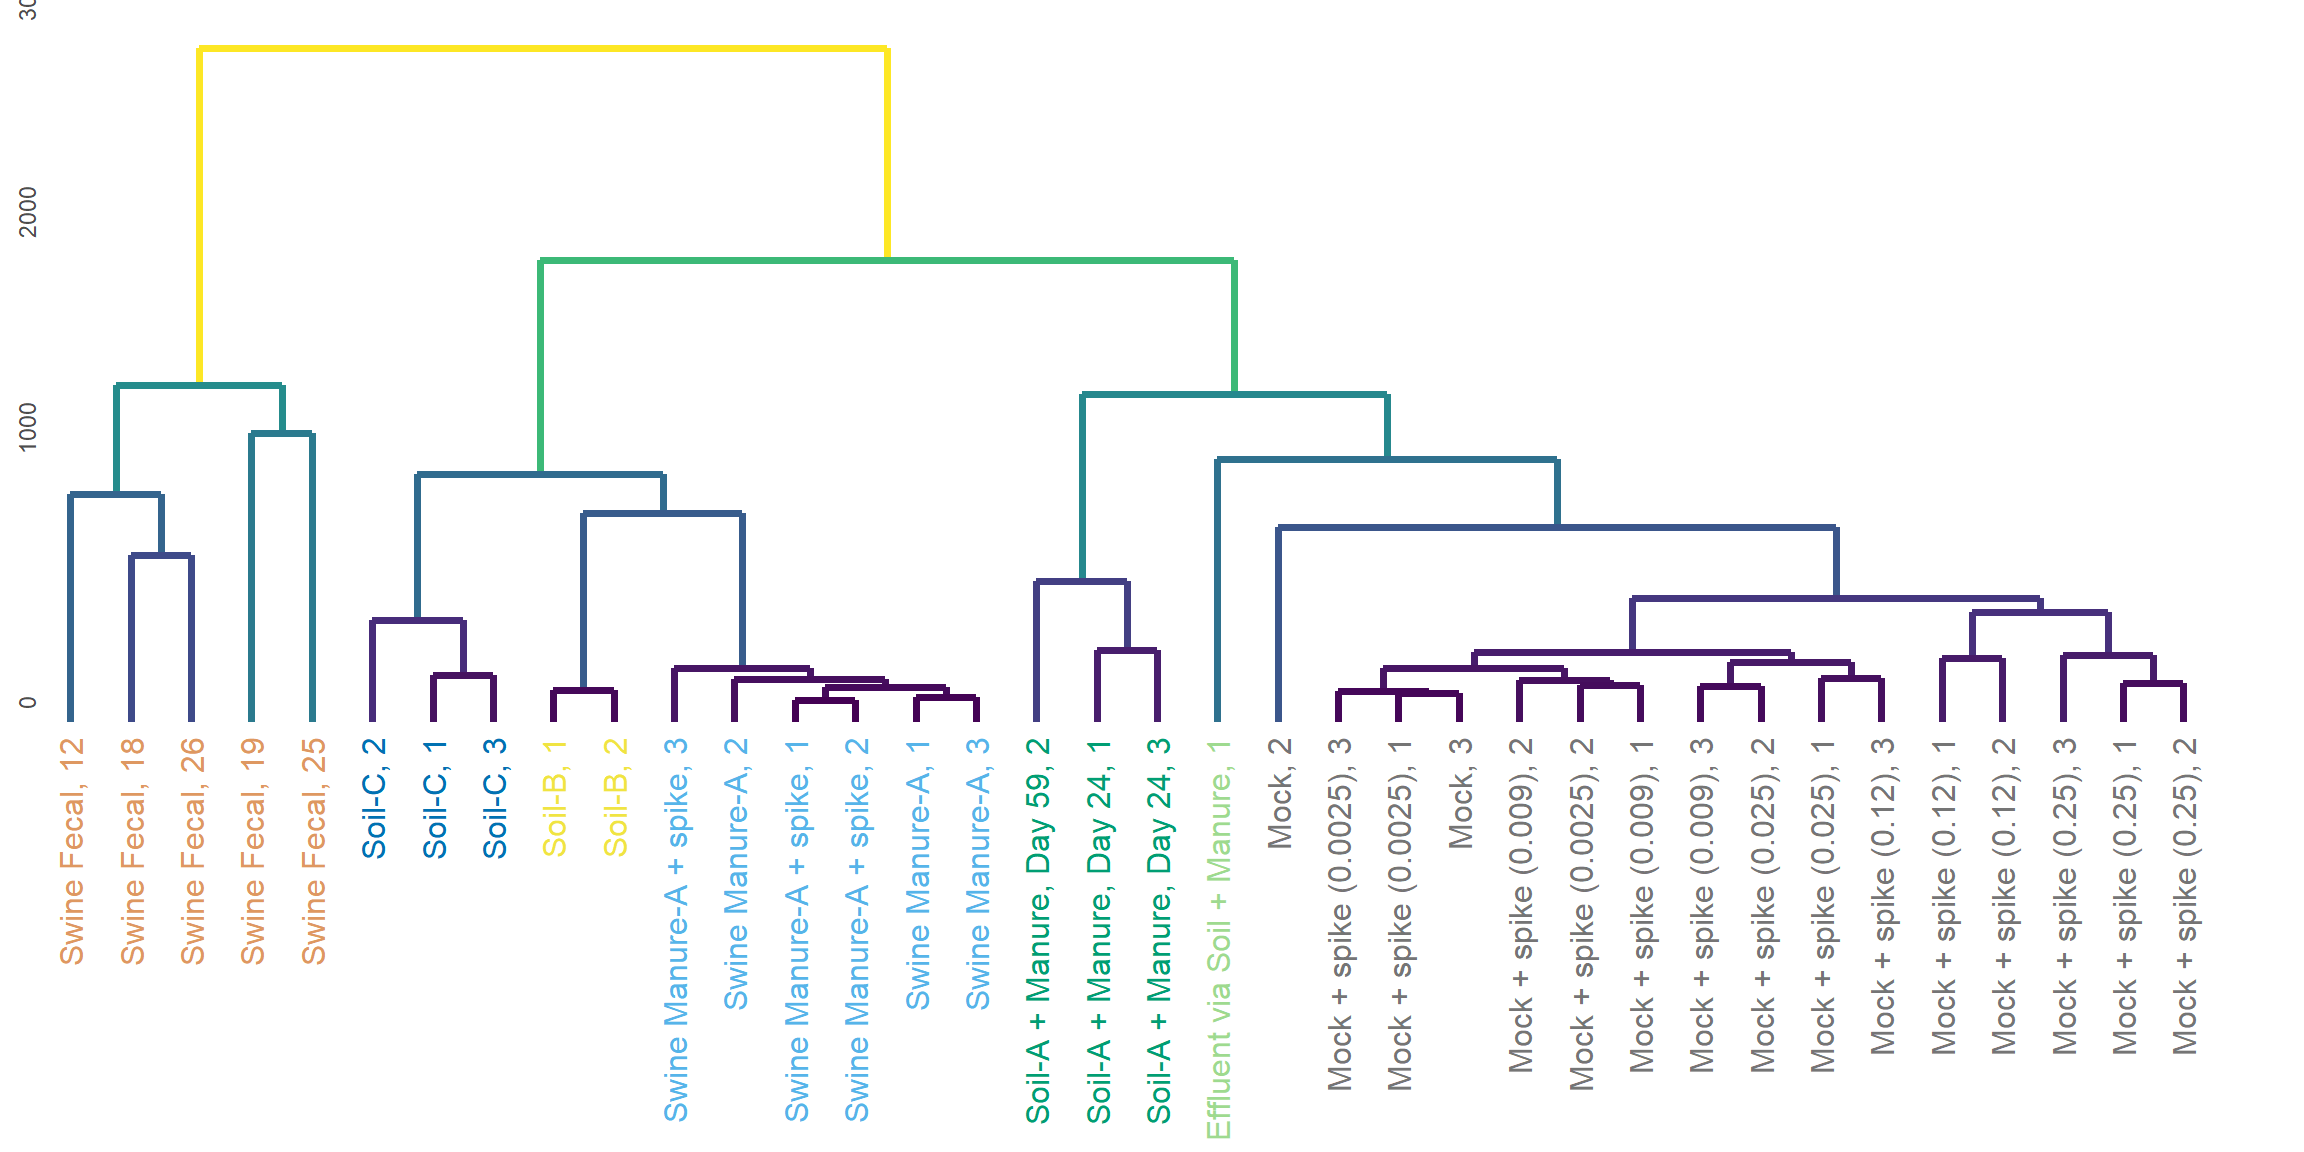 2000
1000
0
Swine Fecal, 12
Swine Fecal, 18
Swine Fecal, 26
Swine Fecal, 19
Swine Fecal, 25
Soil-C, 2
Soil-C, 1
Soil-C, 3
Soil-B, 1
Soil-B, 2
Swine Manure-A + spike, 3
Swine Manure-A, 2
Swine Manure-A + spike, 1
Swine Manure-A + spike, 2
Swine Manure-A, 1
Swine Manure-A, 3
Soil-A + Manure, Day 59, 2
Soil-A + Manure, Day 24, 1
Soil-A + Manure, Day 24, 3
Effluent via Soil + Manure, 1
Mock, 2
Mock + spike (0.0025), 3
Mock + spike (0.0025), 1
Mock, 3
Mock + spike (0.009), 2
Mock + spike (0.0025), 2
Mock + spike (0.009), 1
Mock + spike (0.009), 3
Mock + spike (0.025), 2
Mock + spike (0.025), 1
Mock + spike (0.12), 3
Mock + spike (0.12), 1
Mock + spike (0.12), 2
Mock + spike (0.25), 3
Mock + spike (0.25), 1
Mock + spike (0.25), 2